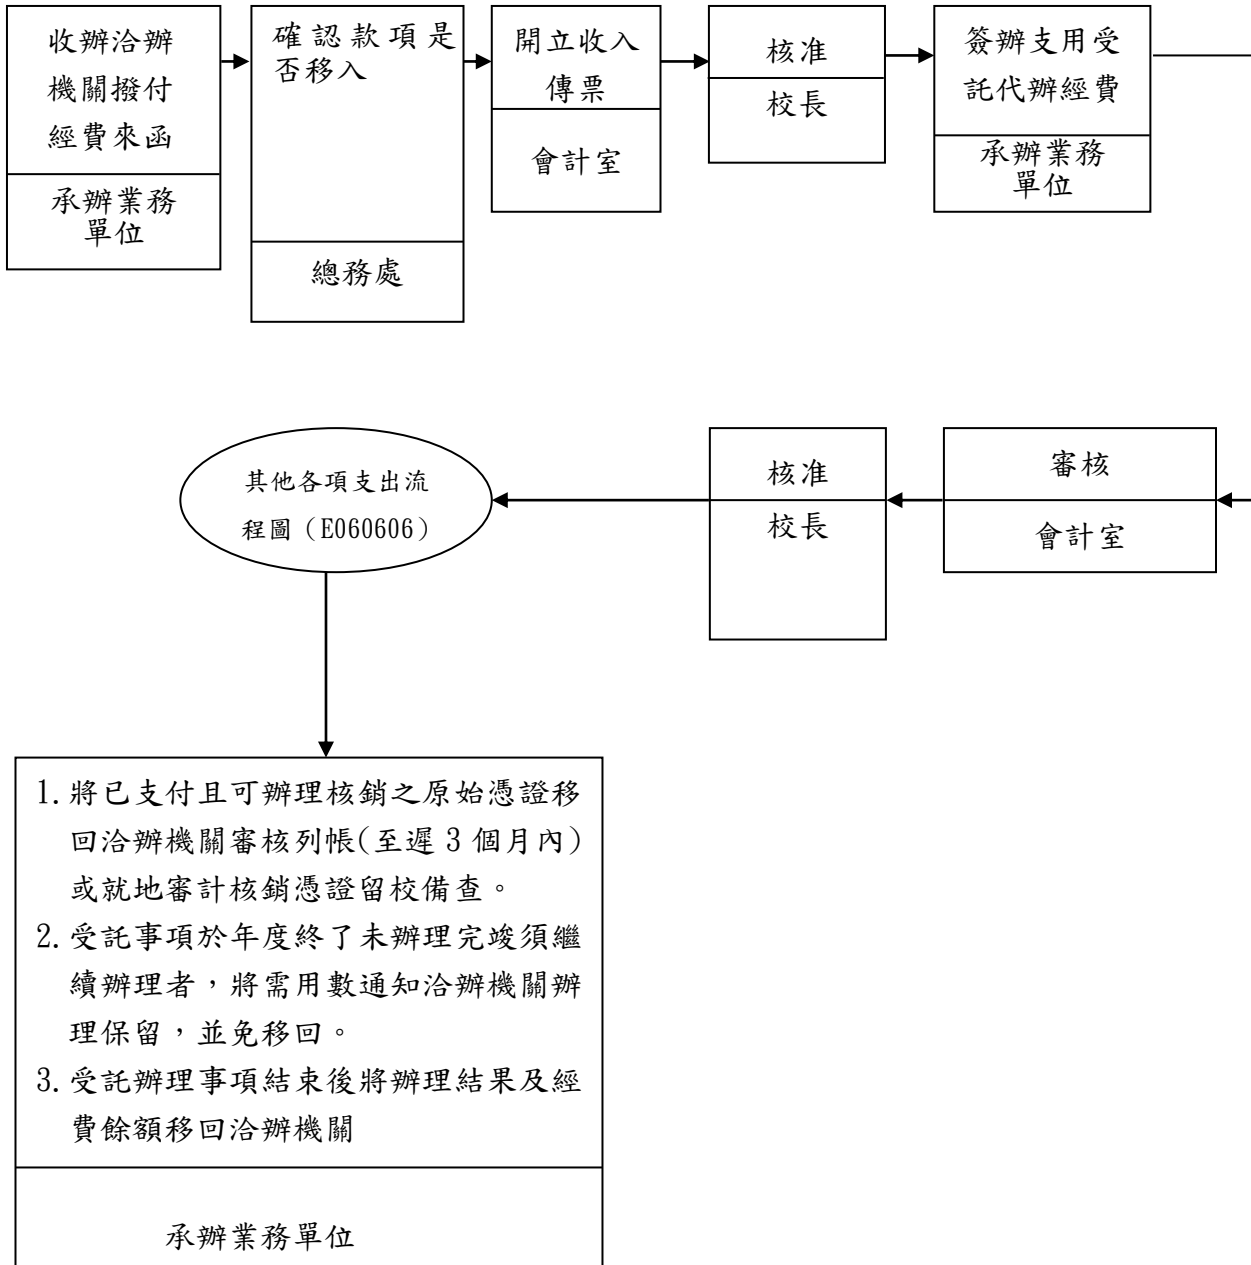 收辦洽辦
機關撥付
經費來函
承辦業務
單位
確認款項是
否移入
總務處
開立收入
傳票
會計室
核准
校長
簽辦支用受
託代辦經費
承辦業務
單位
審核
會計室
核准
校長
其他各項支出流
程圖（E060606）
1. 將已支付且可辦理核銷之原始憑證移
回洽辦機關審核列帳(至遲 3 個月內)
或就地審計核銷憑證留校備查。
2. 受託事項於年度終了未辦理完竣須繼
續辦理者，將需用數通知洽辦機關辦
理保留，並免移回。
3. 受託辦理事項結束後將辦理結果及經
費餘額移回洽辦機關
承辦業務單位